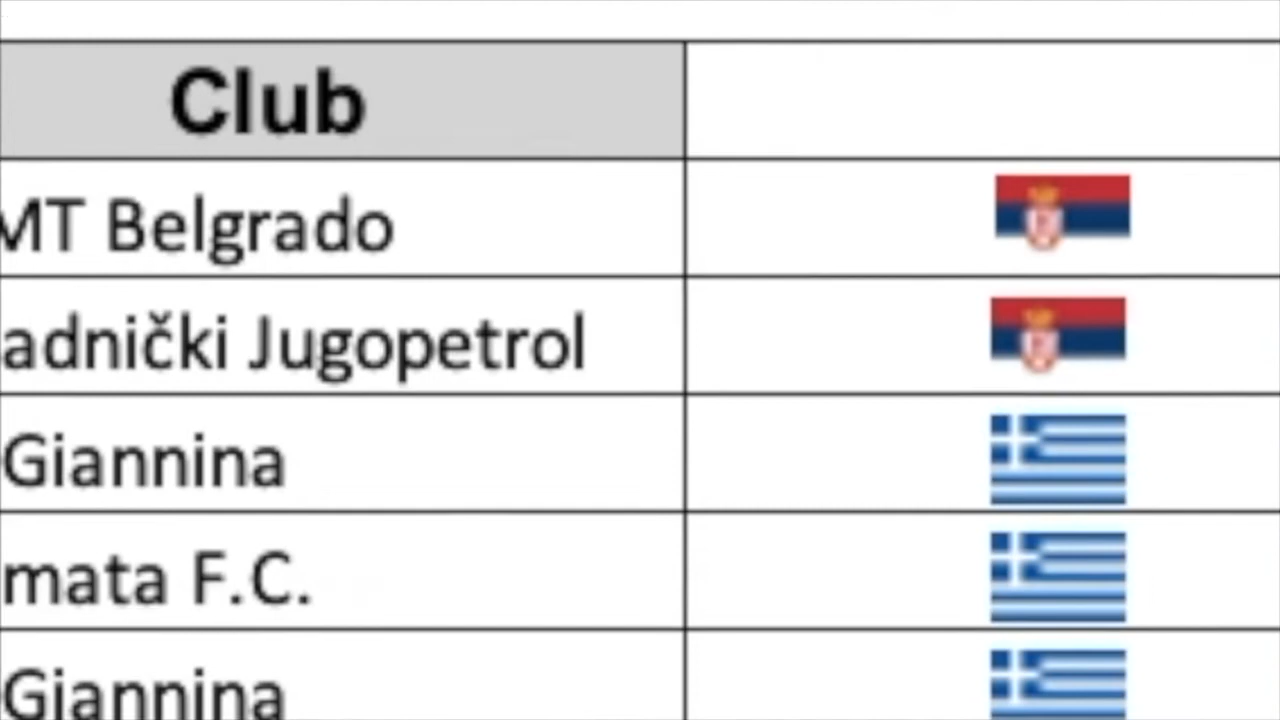 Club
MT Belgrado
adnički Jugopetrol
Giannina
mata F.C.
Giannina